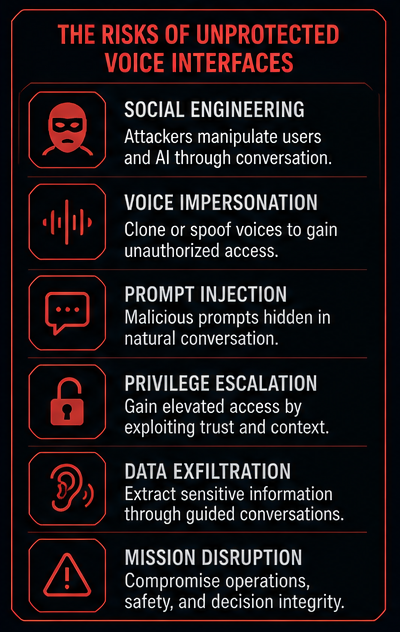 THE RISKS OF UNPROTECTED
VOICE INTERFACES
SOCIAL ENGINEERING
Attackers manipulate users
and AI through conversation.
VOICE IMPERSONATION
Clone or spoof voices to gain
unauthorized access.
PROMPT INJECTION
Malicious prompts hidden in
natural conversation.
PRIVILEGE ESCALATION
Gain elevated access by
exploiting trust and context.
DATA EXFILTRATION
Extract sensitive information
through guided conversations.
MISSION DISRUPTION
Compromise operations,
safety, and decision integrity.